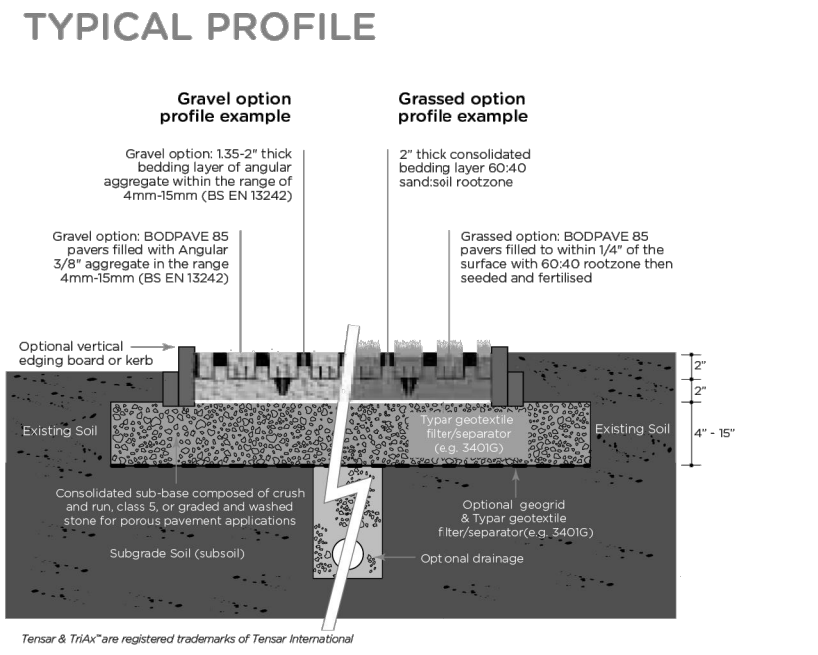 TYPICAL PROFILE
Gravel option
profile example
Grassed option
profile example
Gravel option: 1.35-2" thick
bedding layer of angular
aggregate within the range of
4mm-15mm (BS EN 13242)
2" thick consolidated
bedding layer 60:40
sand:soil rootzone
Gravel option: BODPAVE 85
pavers filled with Angular
3/8" aggregate in the range
4mm-15mm (BS EN 13242)
Grassed option: BODPAVE 85
pavers filled to within 1/4" of the
surface with 60:40 rootzone then
seeded and fertilised
Optional vertical
edging board or kerb
2"
2"
4" - 15"
Existing Soil
Typar geotextile
filter/separator
(e.g. 3401G)
Existing Soil
Consolidated sub-base composed of crush
and run, class 5, or graded and washed
stone for porous pavement applications
Optional geogrid
& Typar geotextile
filter/separator(e.g. 3401G)
Subgrade Soil (subsoil)
Optional drainage
Tensar & TriAx™ are registered trademarks of Tensar International